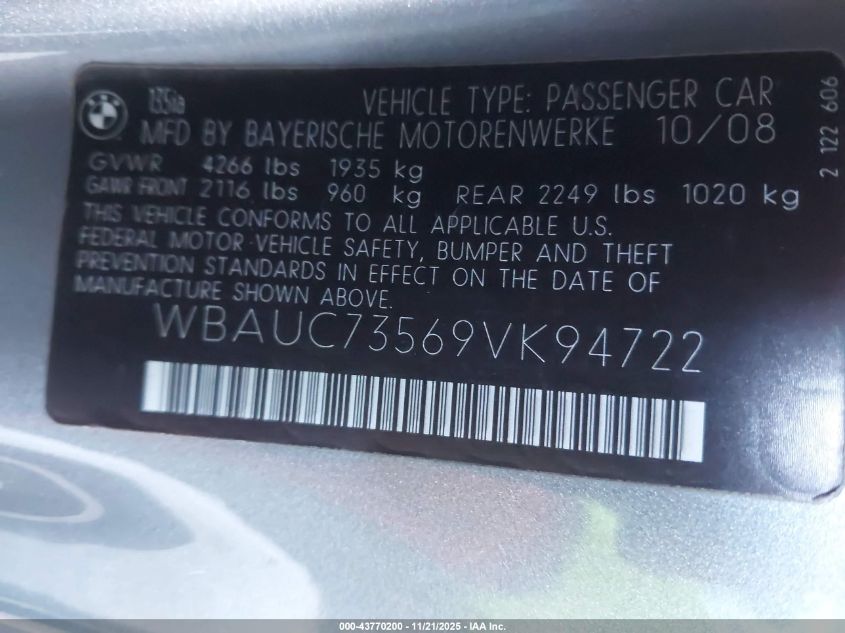 BMW 135ia VEHICLE TYPE: PASSENGER CAR
MFD BY BAYERISCHE MOTORENWERKE 10/08
GVWR 4266 lbs 1935 kg
GAWR FRONT 2116 lbs 960 kg REAR 2249 lbs 1020 kg
THIS VEHICLE CONFORMS TO ALL APPLICABLE U.S.
FEDERAL MOTOR VEHICLE SAFETY, BUMPER AND THEFT
PREVENTION STANDARDS IN EFFECT ON THE DATE OF
MANUFACTURE SHOWN ABOVE.
WBAUC73569VK94722
2 122 606
000-43770200 - 11/21/2025 - IAA Inc.